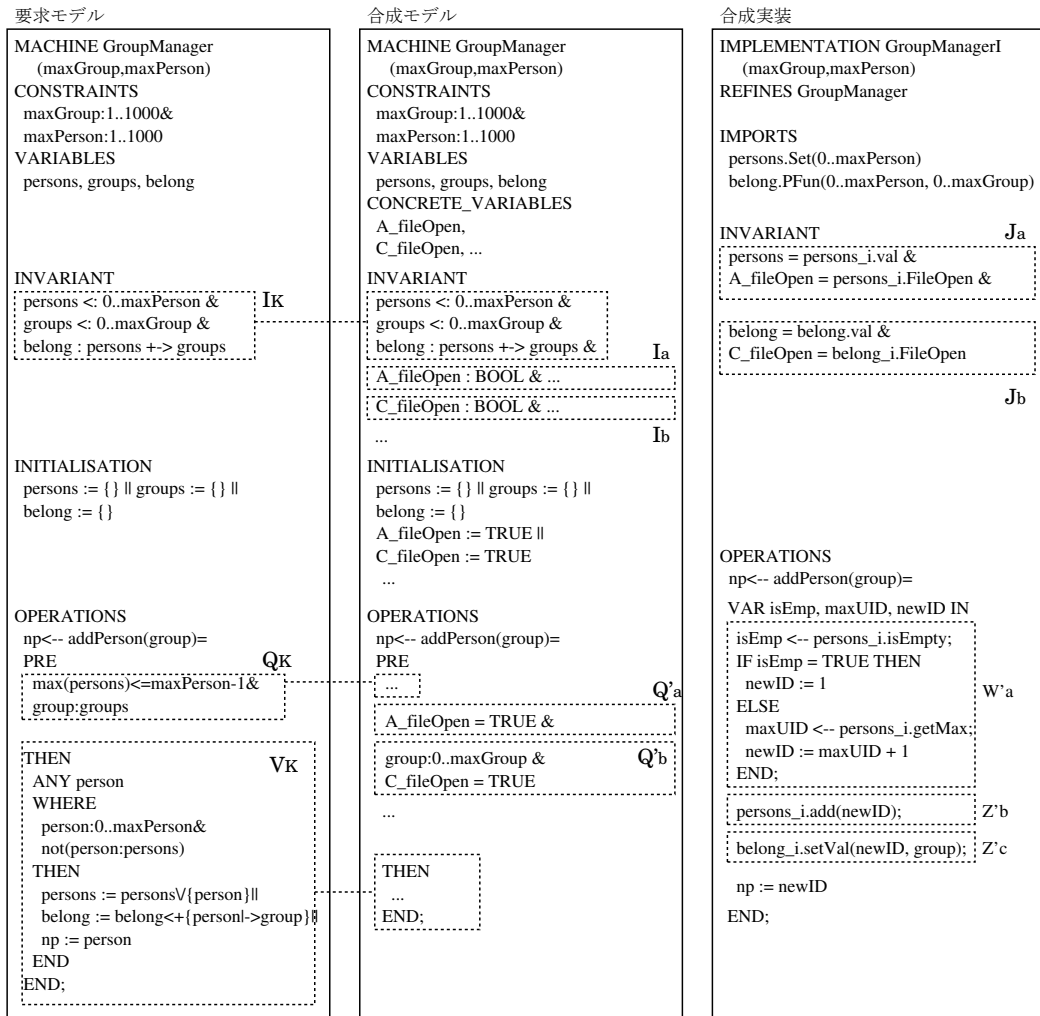 要求モデル
MACHINE GroupManager
(maxGroup,maxPerson)
CONSTRAINTS
maxGroup:1..1000&
maxPerson:1..1000
VARIABLES
persons, groups, belong
INVARIANT
persons <: 0..maxPerson &
groups <: 0..maxGroup &
belong : persons +-> groups
IK
INITIALISATION
persons := {} || groups := {} ||
belong := {}
OPERATIONS
np<-- addPerson(group)=
PRE
QK
max(persons)<=maxPerson-1&
group:groups
THEN
VK
ANY person
WHERE
person:0..maxPerson&
not(person:persons)
THEN
persons := persons\/{person}||
belong := belong<+{person|->group}||
np := person
END
END;
合成モデル
MACHINE GroupManager
(maxGroup,maxPerson)
CONSTRAINTS
maxGroup:1..1000&
maxPerson:1..1000
VARIABLES
persons, groups, belong
CONCRETE_VARIABLES
A_fileOpen,
C_fileOpen, ...
INVARIANT
persons <: 0..maxPerson &
groups <: 0..maxGroup &
belong : persons +-> groups &
Ia
A_fileOpen : BOOL & ...
C_fileOpen : BOOL & ...
Ib
...
INITIALISATION
persons := {} || groups := {} ||
belong := {}
A_fileOpen := TRUE ||
C_fileOpen := TRUE
...
OPERATIONS
np<-- addPerson(group)=
PRE
...
Q'a
A_fileOpen = TRUE &
group:0..maxGroup &
Q'b
C_fileOpen = TRUE
...
THEN
...
END;
合成実装
IMPLEMENTATION GroupManagerI
(maxGroup,maxPerson)
REFINES GroupManager
IMPORTS
persons.Set(0..maxPerson)
belong.PFun(0..maxPerson, 0..maxGroup)
INVARIANT
Ja
persons = persons_i.val &
A_fileOpen = persons_i.FileOpen &
belong = belong.val &
C_fileOpen = belong_i.FileOpen
Jb
OPERATIONS
np<-- addPerson(group)=
VAR isEmp, maxUID, newID IN
isEmp <-- persons_i.isEmpty;
IF isEmp = TRUE THEN
newID := 1
ELSE
maxUID <-- persons_i.getMax;
newID := maxUID + 1
END;
W'a
persons_i.add(newID);
Z'b
belong_i.setVal(newID, group);
Z'c
np := newID
END;